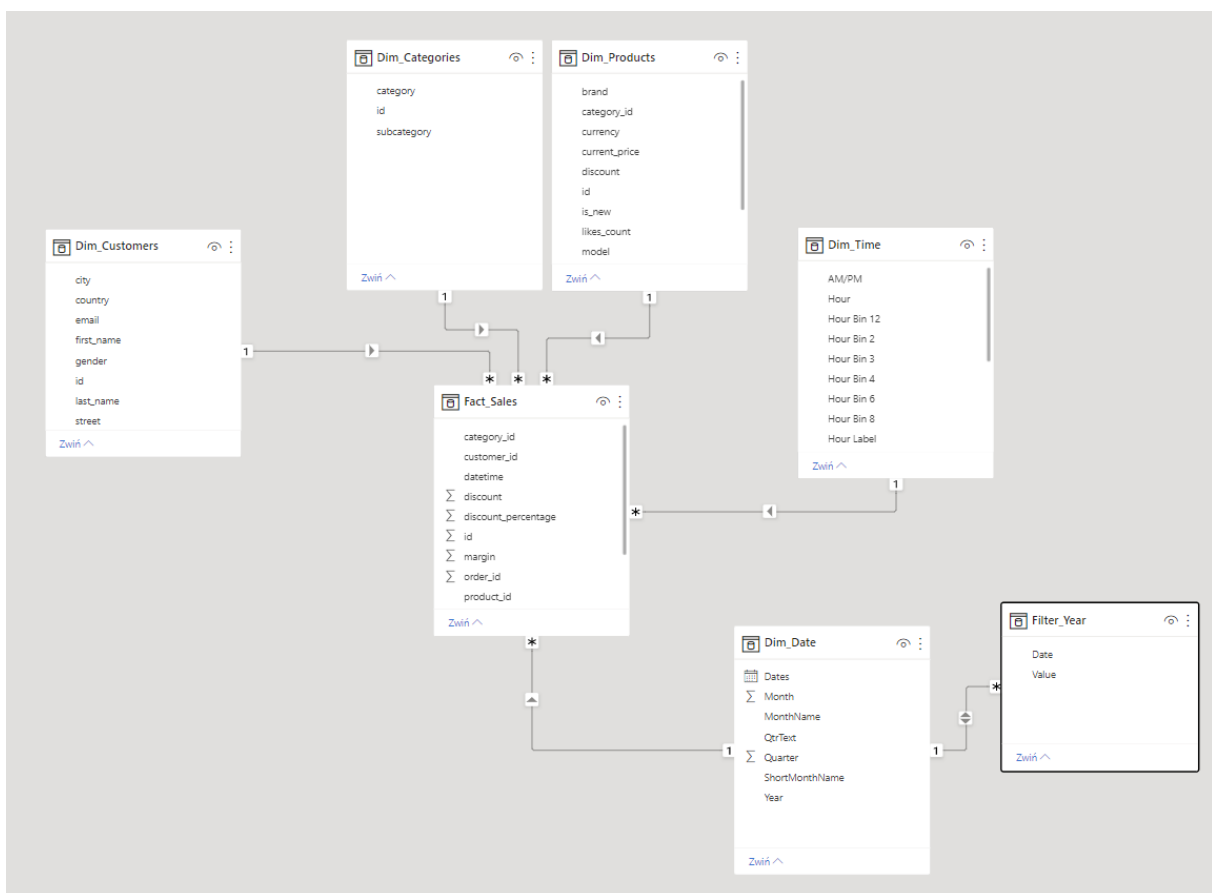 Dim_Categories
category
id
subcategory
Zwiń
1
Dim_Products
brand
category_id
currency
current_price
discount
id
is_new
likes_count
model
Zwiń
1
Dim_Customers
city
country
email
first_name
gender
id
last_name
street
Zwiń
1
Dim_Time
AM/PM
Hour
Hour Bin 12
Hour Bin 2
Hour Bin 3
Hour Bin 4
Hour Bin 6
Hour Bin 8
Hour Label
Zwiń
1
* * *
Fact_Sales
category_id
customer_id
datetime
∑ discount
∑ discount_percentage
∑ id
∑ margin
∑ order_id
product_id
Zwiń
*
*
Dim_Date
Dates
∑ Month
MonthName
QtrText
∑ Quarter
ShortMonthName
Year
Zwiń
1
1
Filter_Year
Date
Value
Zwiń
*